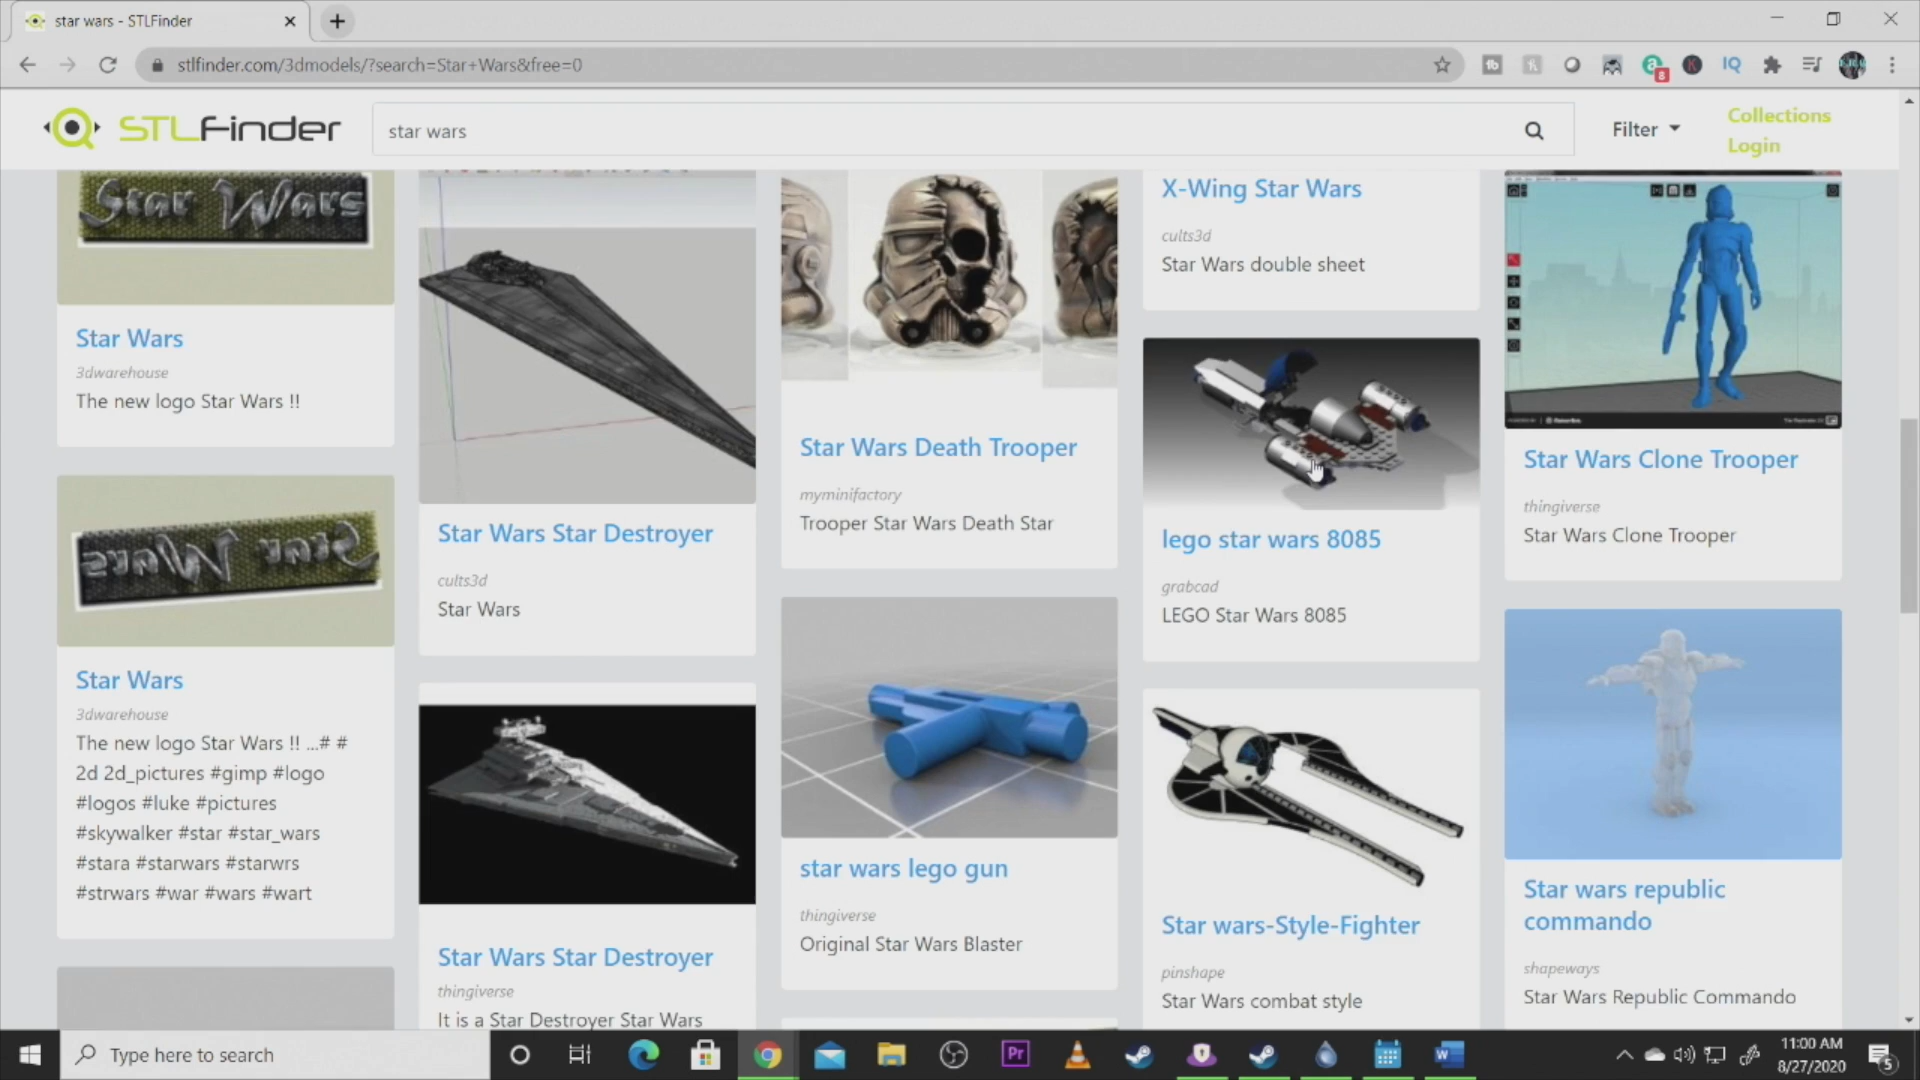 star wars - STLFinder
stlfinder.com/3dmodels/?search=Star+Wars&free=0
8
IQ
STLFinder
star wars
Filter
Collections
Login
Star Wars
Star Wars
3dwarehouse
The new logo Star Wars !!
Star Wars
Star Wars
3dwarehouse
The new logo Star Wars !! ...# #
2d 2d_pictures #gimp #logo
#logos #luke #pictures
#skywalker #star #star_wars
#stara #starwars #starwrs
#strwars #war #wars #wart
Star Wars Star Destroyer
cults3d
Star Wars
Star Wars Star Destroyer
thingiverse
It is a Star Destroyer Star Wars
Star Wars Death Trooper
myminifactory
Trooper Star Wars Death Star
star wars lego gun
thingiverse
Original Star Wars Blaster
X-Wing Star Wars
cults3d
Star Wars double sheet
lego star wars 8085
grabcad
LEGO Star Wars 8085
Star wars-Style-Fighter
pinshape
Star Wars combat style
Star Wars Clone Trooper
thingiverse
Star Wars Clone Trooper
Star wars republic
commando
shapeways
Star Wars Republic Commando
Type here to search
Pr
W
11:00 AM
8/27/2020
5